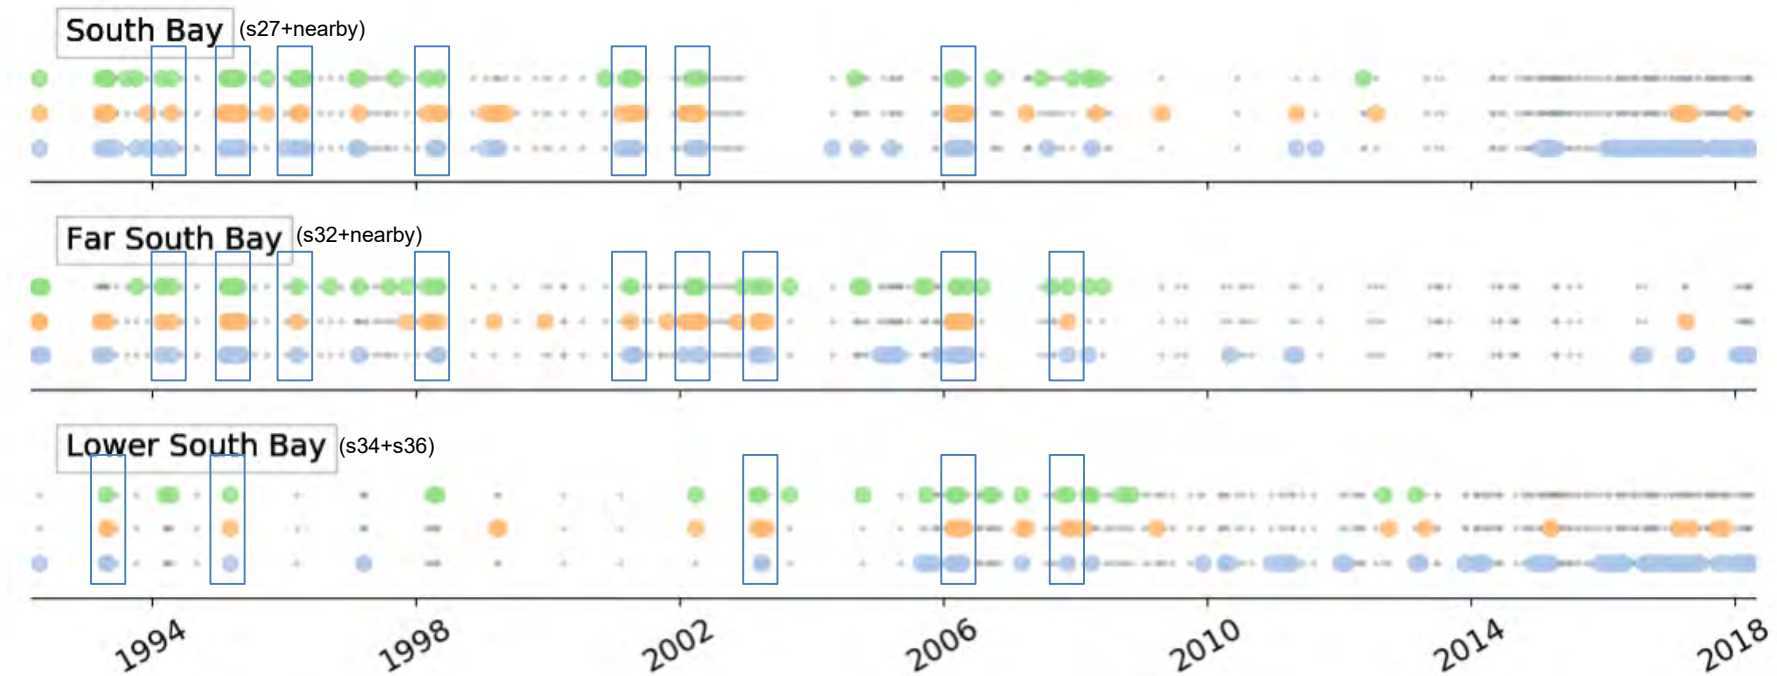 South Bay (s27+nearby)
Far South Bay (s32+nearby)
Lower South Bay (s34+s36)
1994 1998 2002 2006 2010 2014 2018